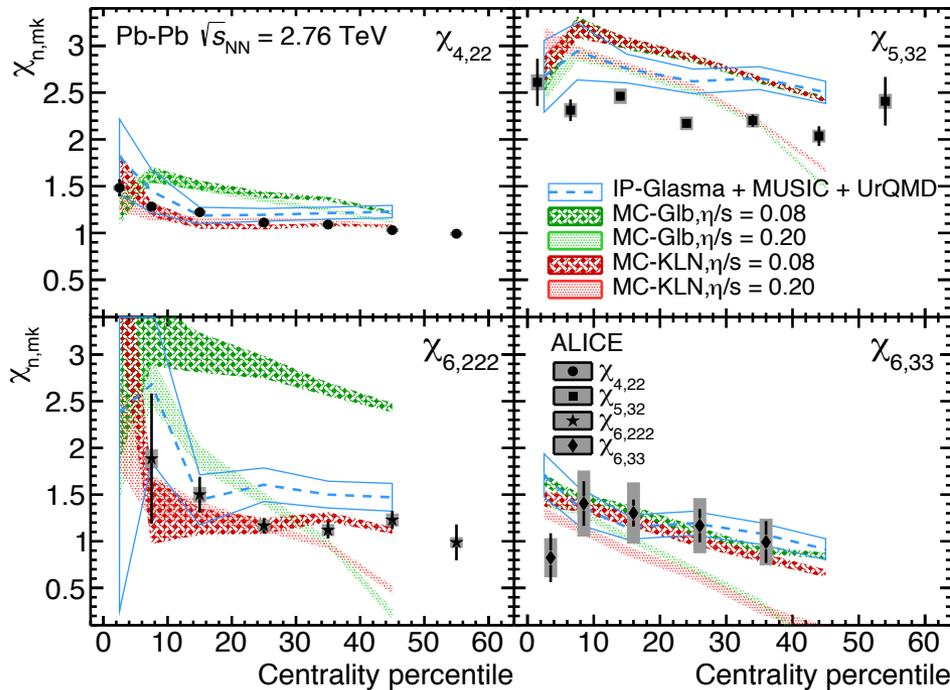 χn,mk
3
2.5
2
1.5
1
0.5
Pb-Pb √sNN = 2.76 TeV
χ4,22
χ5,32
IP-Glasma + MUSIC + UrQMD
MC-Glb,η/s = 0.08
MC-Glb,η/s = 0.20
MC-KLN,η/s = 0.08
MC-KLN,η/s = 0.20
χn,mk
3
2.5
2
1.5
1
0.5
χ6,222
ALICE
χ4,22
χ5,32
χ6,222
χ6,33
χ6,33
0 10 20 30 40 50 60
0 10 20 30 40 50 60
Centrality percentile
Centrality percentile